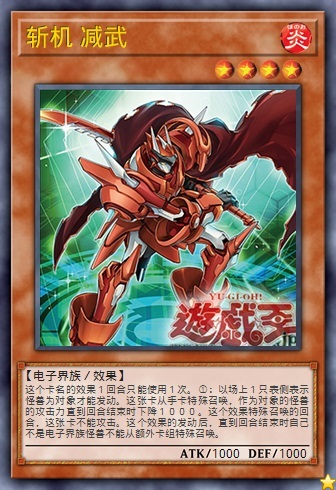 斩机 减武
炎
YU-GI-OH!
遊戯王
【电子界族/效果】
这个卡名的效果1回合只能使用1次。①:以场上1只表侧表示
怪兽为对象才能发动。这张卡从手卡特殊召唤,作为对象的怪兽
的攻击力直到回合结束时下降1000。这个效果特殊召唤的回
合,这张卡不能攻击。这个效果的发动后,直到回合结束时自己
不是电子界族怪兽不能从额外卡组特殊召唤。
ATK/1000 DEF/1000